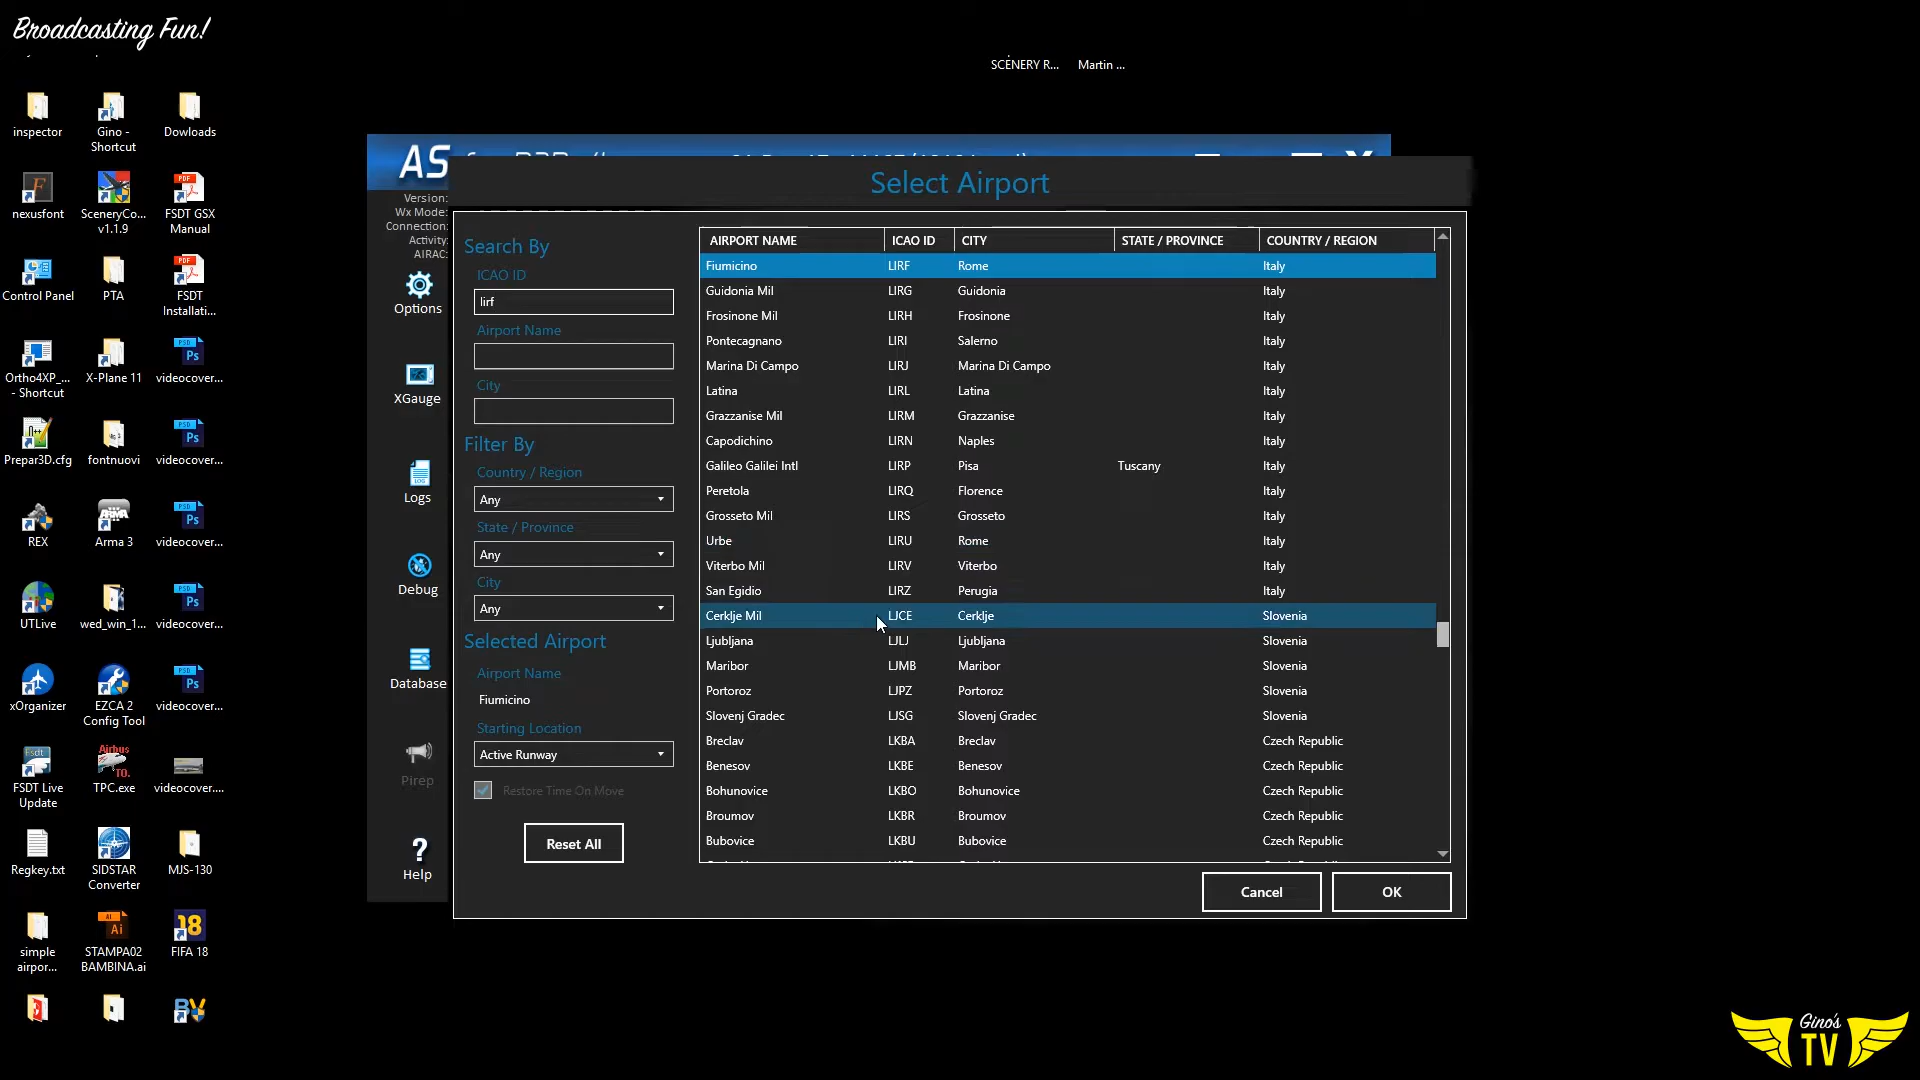 Broadcasting Fun!
SCENERY R...
Martin ...
inspector
Gino -
Shortcut
Dowloads
nexusfont
SceneryCo...
v1.1.9
FSDT GSX
Manual
Control Panel
PTA
FSDT
Installati...
Ortho4XP_...
- Shortcut
X-Plane 11
videocover...
Prepar3D.cfg
fontnuovi
videocover...
REX
Arma 3
videocover...
UTLive
wed_win_1...
videocover...
xOrganizer
EZCA 2
Config Tool
videocover...
FSDT Live
Update
TPC.exe
videocover....
Regkey.txt
SIDSTAR
Converter
MJS-130
simple
airpor...
STAMPA02
BAMBINA.ai
FIFA 18
AS
Version:
Wx Mode:
Connection:
Activity:
AIRAC:
Options
XGauge
Logs
Debug
Database
Pirep
Help
Select Airport
Search By
ICAO ID
lirf
Airport Name
City
Filter By
Country / Region
Any
State / Province
Any
City
Any
Selected Airport
Airport Name
Fiumicino
Starting Location
Active Runway
Restore Time On Move
Reset All
AIRPORT NAME ICAO ID CITY STATE / PROVINCE COUNTRY / REGION
Fiumicino LIRF Rome Italy
Guidonia Mil LIRG Guidonia Italy
Frosinone Mil LIRH Frosinone Italy
Pontecagnano LIRI Salerno Italy
Marina Di Campo LIRJ Marina Di Campo Italy
Latina LIRL Latina Italy
Grazzanise Mil LIRM Grazzanise Italy
Capodichino LIRN Naples Italy
Galileo Galilei Intl LIRP Pisa Tuscany Italy
Peretola LIRQ Florence Italy
Grosseto Mil LIRS Grosseto Italy
Urbe LIRU Rome Italy
Viterbo Mil LIRV Viterbo Italy
San Egidio LIRZ Perugia Italy
Cerklje Mil LJCE Cerklje Slovenia
Ljubljana LJLJ Ljubljana Slovenia
Maribor LJMB Maribor Slovenia
Portoroz LJPZ Portoroz Slovenia
Slovenj Gradec LJSG Slovenj Gradec Slovenia
Breclav LKBA Breclav Czech Republic
Benesov LKBE Benesov Czech Republic
Bohunovice LKBO Bohunovice Czech Republic
Broumov LKBR Broumov Czech Republic
Bubovice LKBU Bubovice Czech Republic
Cancel
OK
Gino's
TV